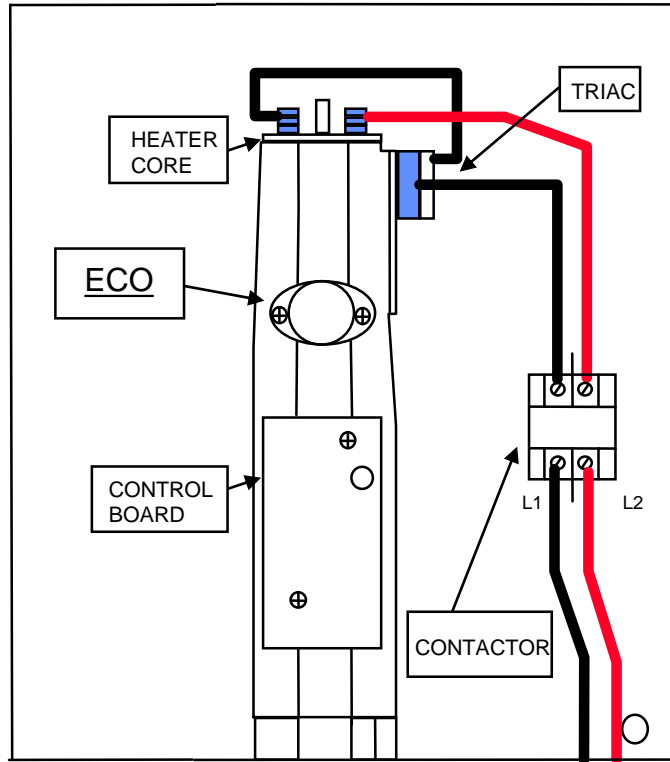 TRIAC
HEATER
CORE
ECO
CONTROL
BOARD
L1
L2
CONTACTOR